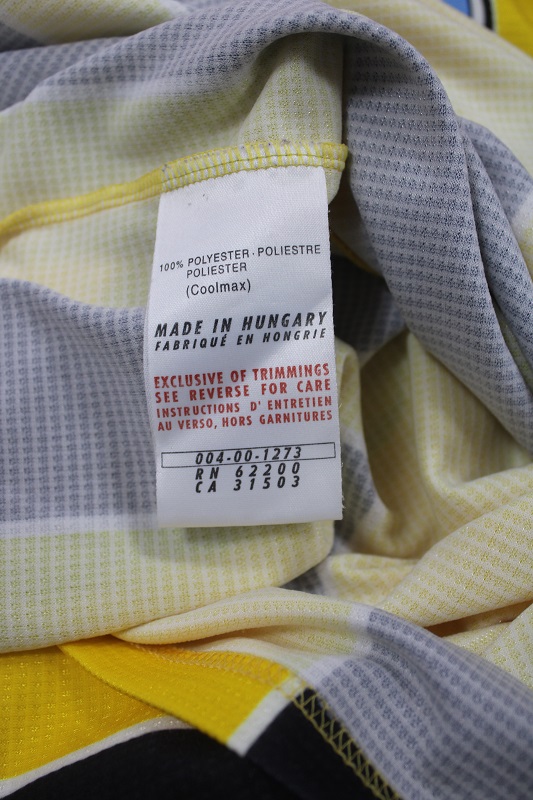 100% POLYESTER · POLIESTRE
POLIESTER
(Coolmax)
MADE IN HUNGARY
FABRIQUÉ EN HONGRIE
EXCLUSIVE OF TRIMMINGS
SEE REVERSE FOR CARE
INSTRUCTIONS D' ENTRETIEN
AU VERSO, HORS GARNITURES
004-00-1273
RN 62200
CA 31503